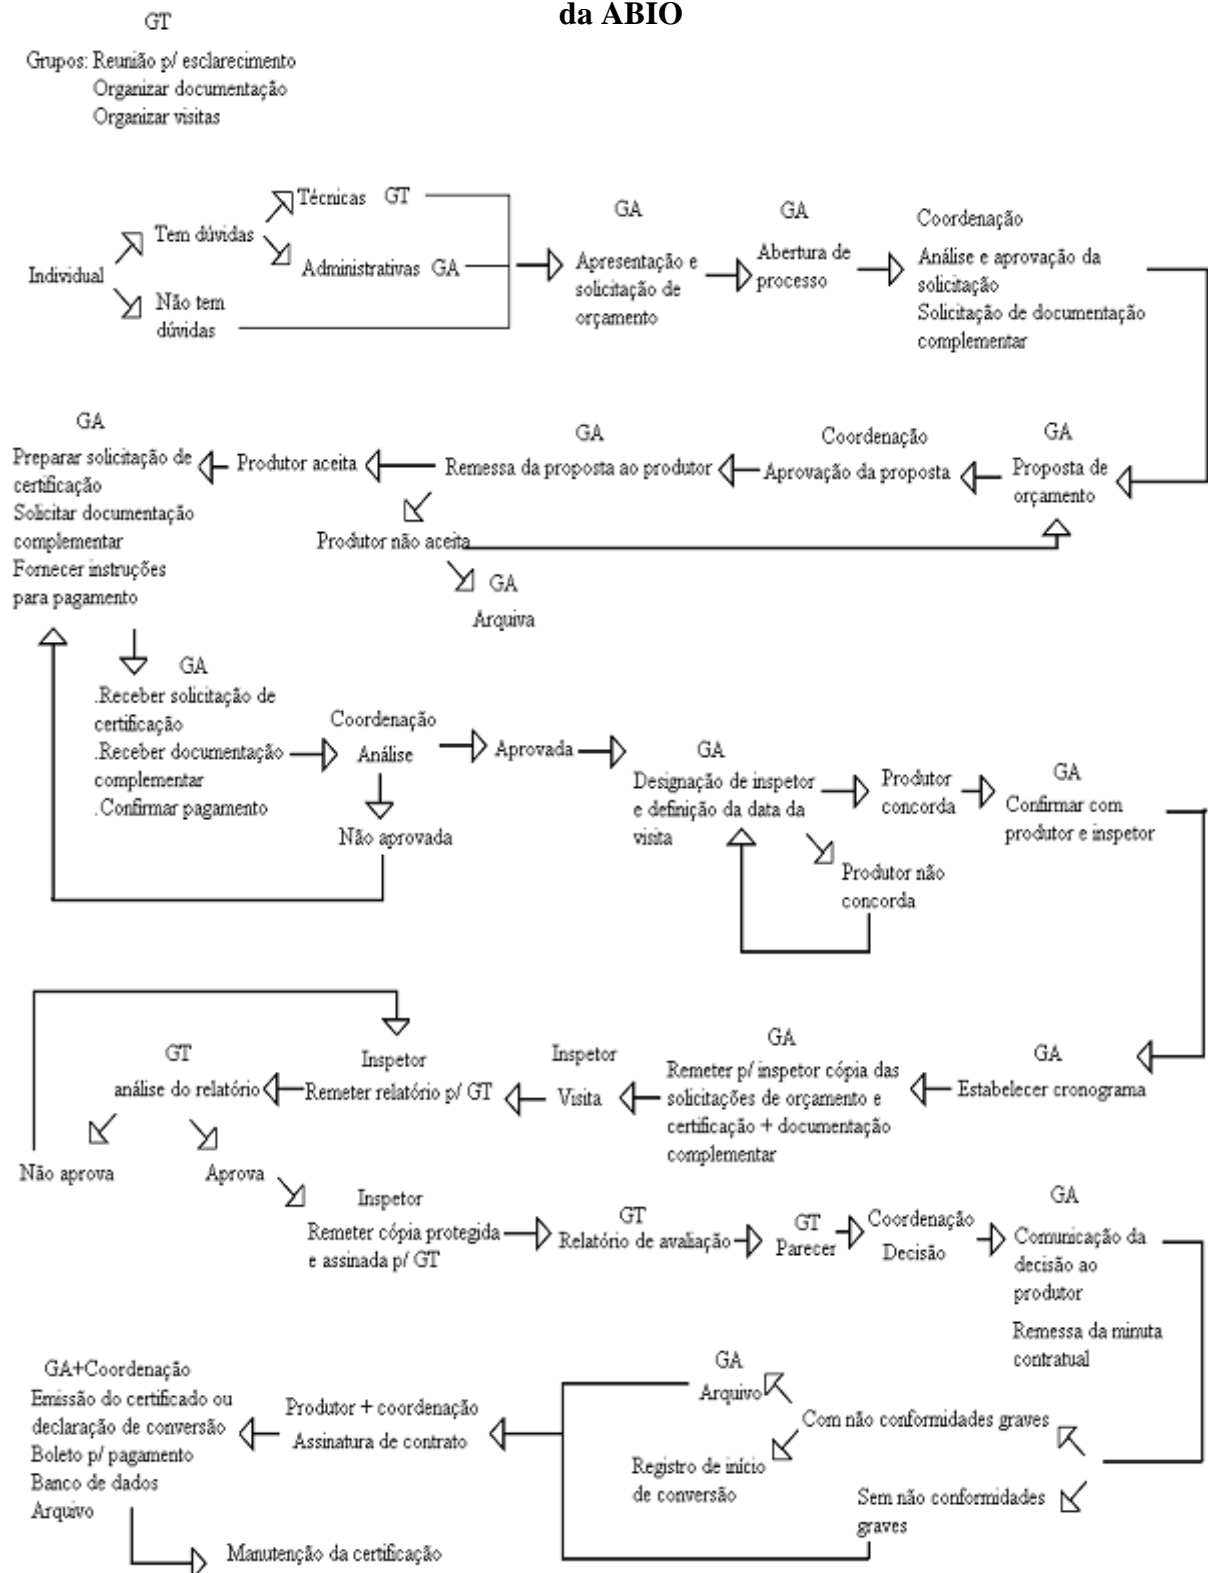 da ABIO
GT
Grupos: Reunião p/ esclarecimento
Organizar documentação
Organizar visitas
Individual
Tem dúvidas
Não tem
dúvidas
Técnicas GT
Administrativas GA
GA
Apresentação e
solicitação de
orçamento
GA
Abertura de
processo
Coordenação
Análise e aprovação da
solicitação
Solicitação de documentação
complementar
GA
Proposta de
orçamento
Coordenação
Aprovação da proposta
GA
Remessa da proposta ao produtor
Produtor aceita
Produtor não aceita
GA
Arquiva
GA
Preparar solicitação de
certificação
Solicitar documentação
complementar
Fornecer instruções
para pagamento
GA
.Receber solicitação de
certificação
.Receber documentação
complementar
.Confirmar pagamento
Coordenação
Análise
Não aprovada
Aprovada
GA
Designação de inspetor
e definição da data da
visita
Produtor
concorda
Produtor não
concorda
GA
Confirmar com
produtor e inspetor
GA
Estabelecer cronograma
GA
Remeter p/ inspetor cópia das
solicitações de orçamento e
certificação + documentação
complementar
Inspetor
Visita
Inspetor
Remeter relatório p/ GT
GT
análise do relatório
Não aprova
Aprova
Inspetor
Remeter cópia protegida
e assinada p/ GT
GT
Relatório de avaliação
GT
Parecer
Coordenação
Decisão
GA
Comunicação da
decisão ao
produtor
Remessa da minuta
contratual
Com não conformidades graves
GA
Arquivo
Registro de início
de conversão
Sem não conformidades
graves
Produtor + coordenação
Assinatura de contrato
GA+Coordenação
Emissão do certificado ou
declaração de conversão
Boleto p/ pagamento
Banco de dados
Arquivo
Manutenção da certificação